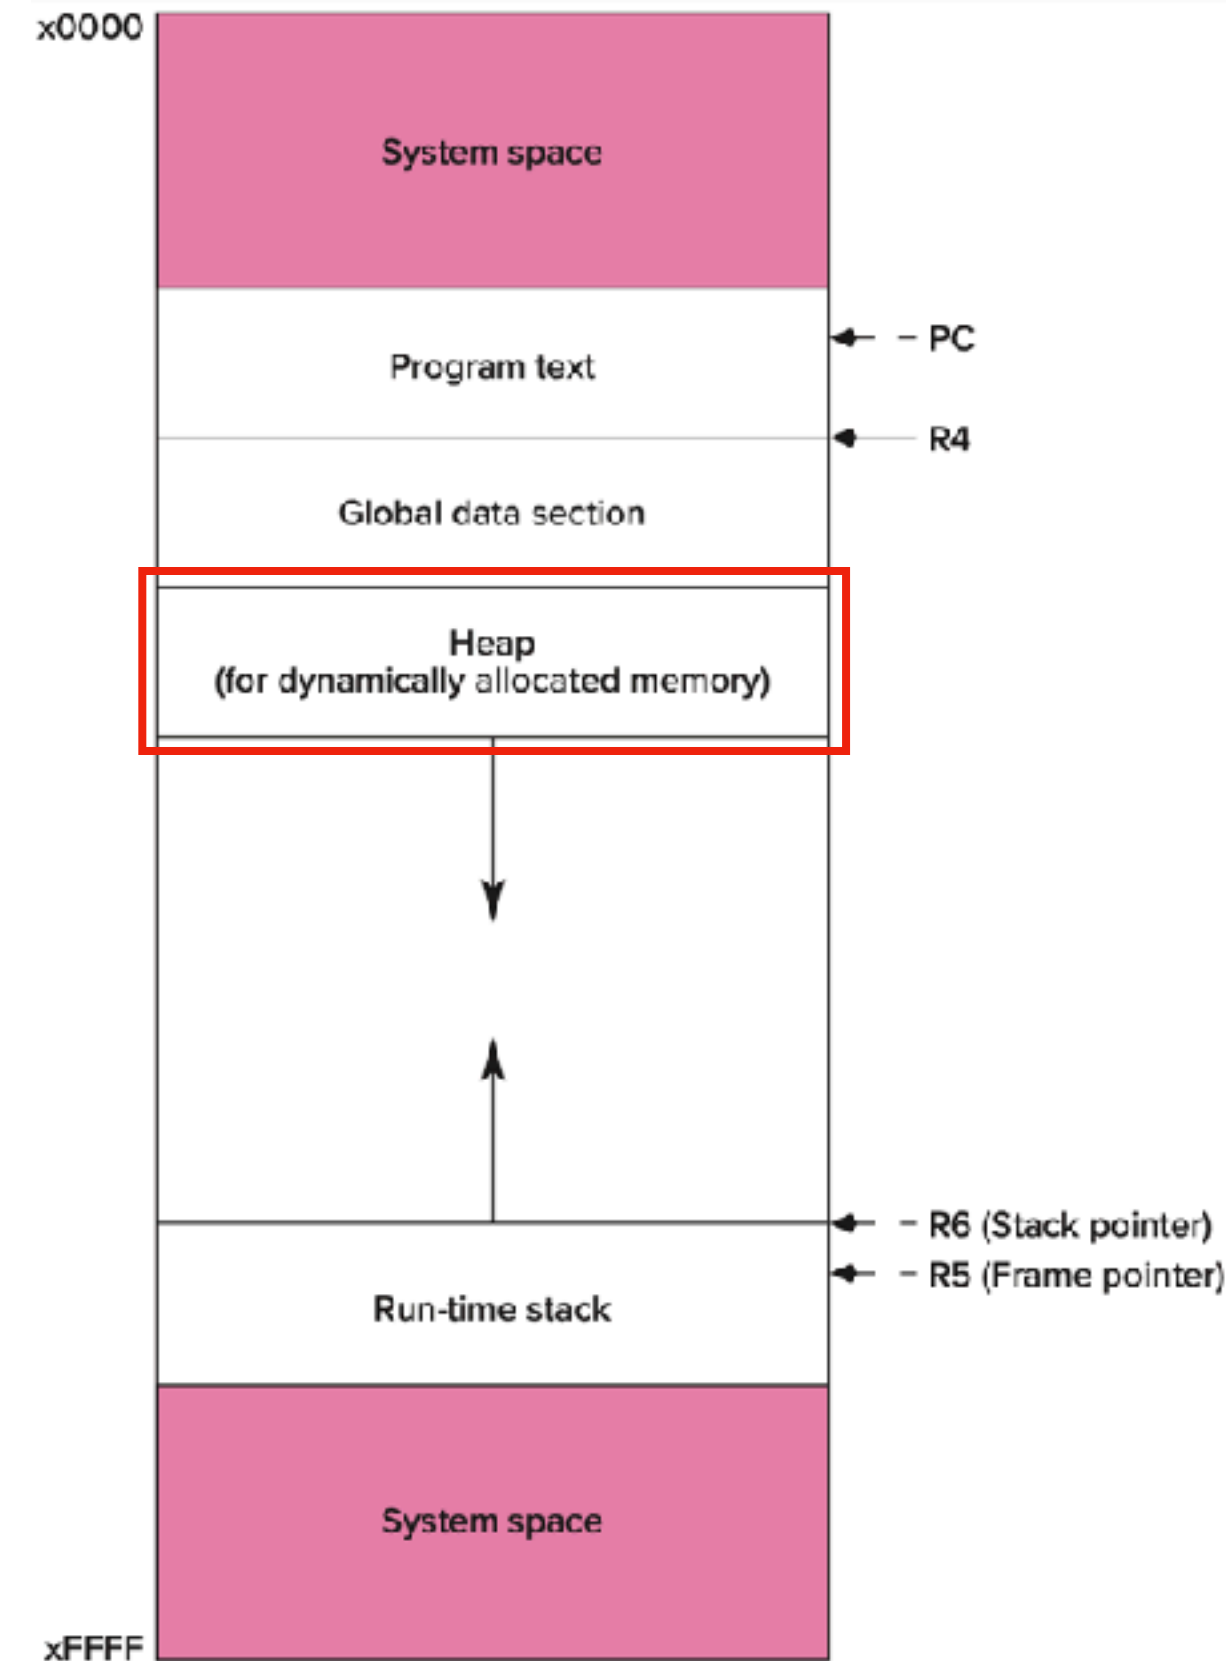 x0000
System space
PC
Program text
R4
Global data section
Heap
(for dynamically allocated memory)
R6 (Stack pointer)
R5 (Frame pointer)
Run-time stack
System space
xFFFF